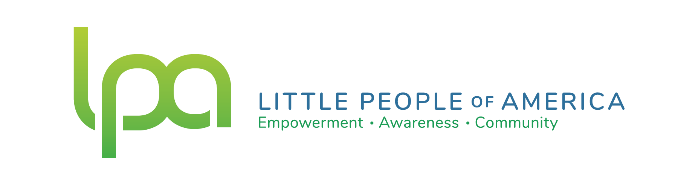 lpa
LITTLE PEOPLE OF AMERICA
Empowerment · Awareness · Community